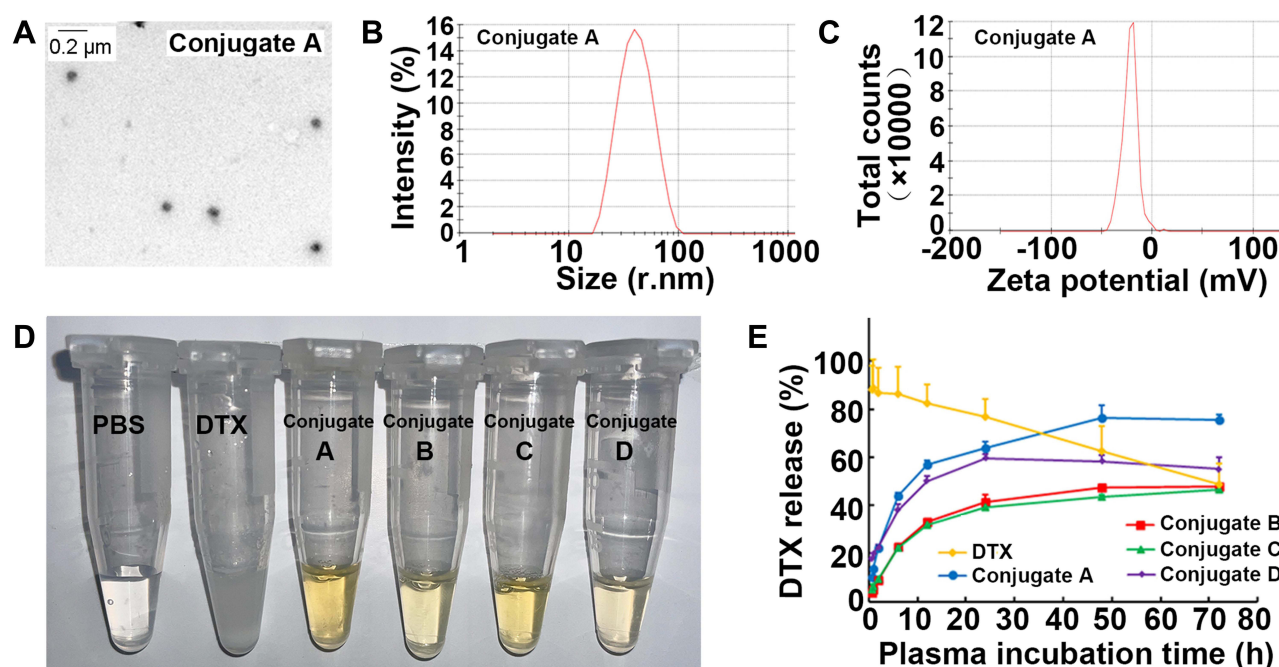 A
0.2 µm
Conjugate A
B
Conjugate A
Intensity (%)
16
14
12
10
8
6
4
2
0
1
10
100
1000
Size (r.nm)
C
Conjugate A
Total counts
(×10000)
12
10
8
6
4
2
0
-200
-100
0
100
Zeta potential (mV)
D
PBS
DTX
Conjugate
A
Conjugate
B
Conjugate
C
Conjugate
D
E
DTX release (%)
100
80
60
40
20
0
0
10
20
30
40
50
60
70
80
DTX
Conjugate A
Conjugate B
Conjugate C
Conjugate D
Plasma incubation time (h)